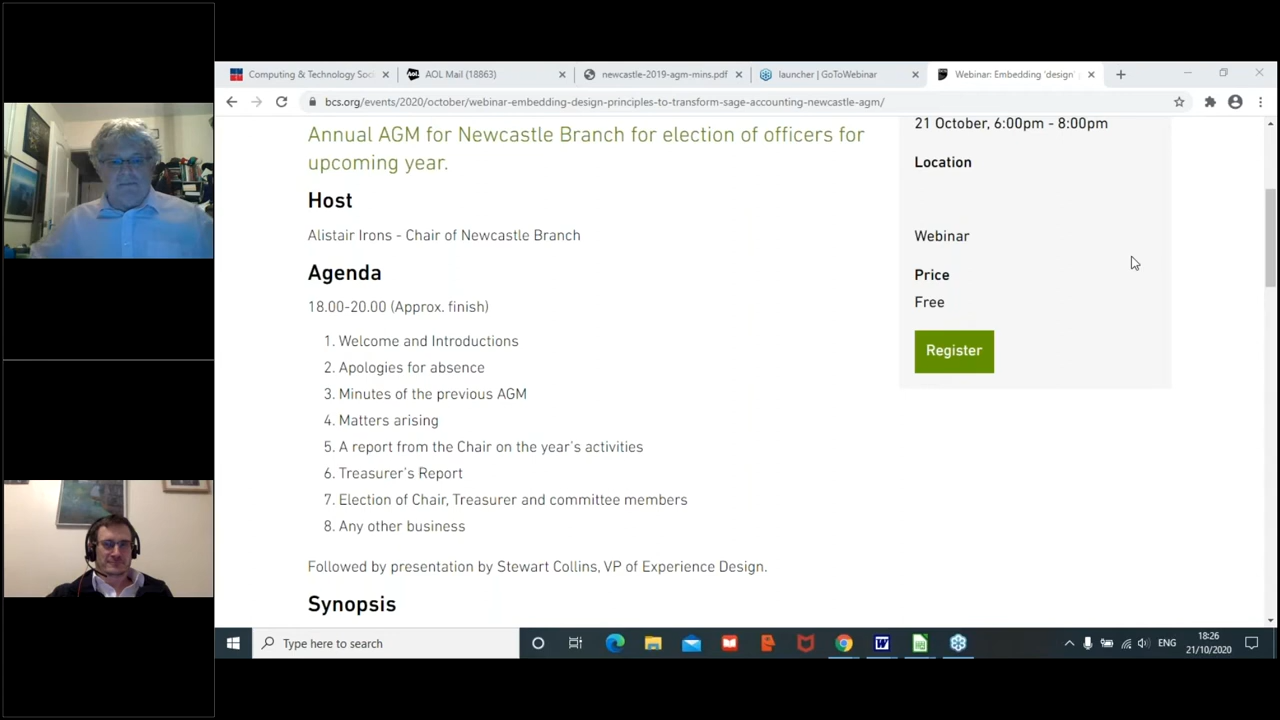 Computing & Technology Soci
AOL Mail (18863)
newcastle-2019-agm-mins.pdf
launcher | GoToWebinar
Webinar: Embedding 'design'
bcs.org/events/2020/october/webinar-embedding-design-principles-to-transform-sage-accounting-newcastle-agm/
Annual AGM for Newcastle Branch for election of officers for
upcoming year.
Host
Alistair Irons - Chair of Newcastle Branch
Agenda
18.00-20.00 (Approx. finish)
1. Welcome and Introductions
2. Apologies for absence
3. Minutes of the previous AGM
4. Matters arising
5. A report from the Chair on the year's activities
6. Treasurer's Report
7. Election of Chair, Treasurer and committee members
8. Any other business
Followed by presentation by Stewart Collins, VP of Experience Design.
Synopsis
21 October, 6:00pm - 8:00pm
Location
Webinar
Price
Free
Register
Type here to search
ENG
18:26
21/10/2020